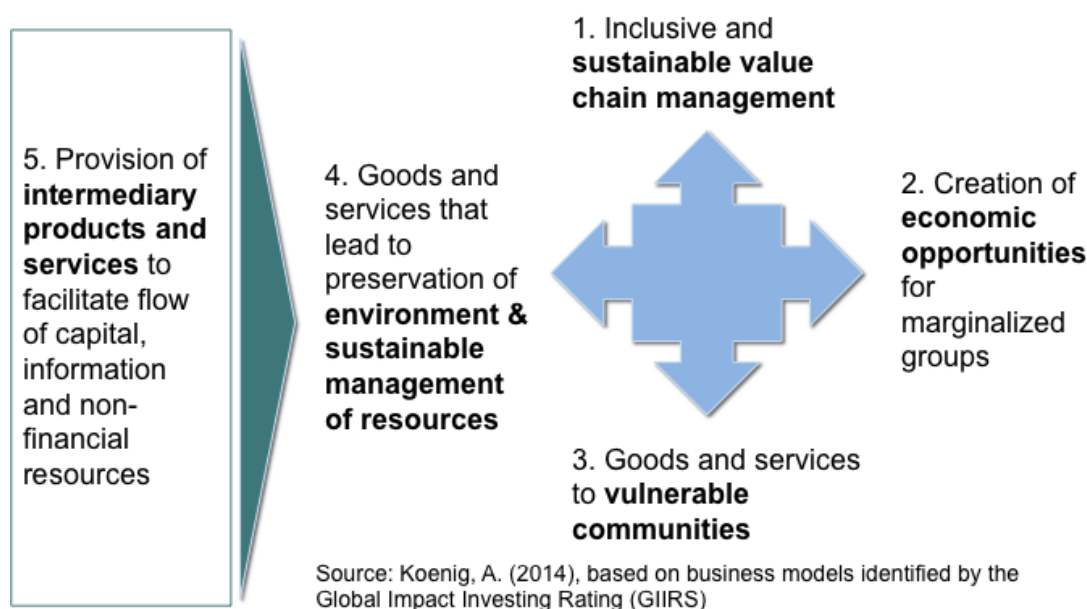 1. Inclusive and
sustainable value
chain management
5. Provision of
intermediary
products and
services to
facilitate flow
of capital,
information
and non-
financial
resources
4. Goods and
services that
lead to
preservation of
environment &
sustainable
management
of resources
2. Creation of
economic
opportunities
for
marginalized
groups
3. Goods and services
to vulnerable
communities
Source: Koenig, A. (2014), based on business models identified by the
Global Impact Investing Rating (GIIRS)